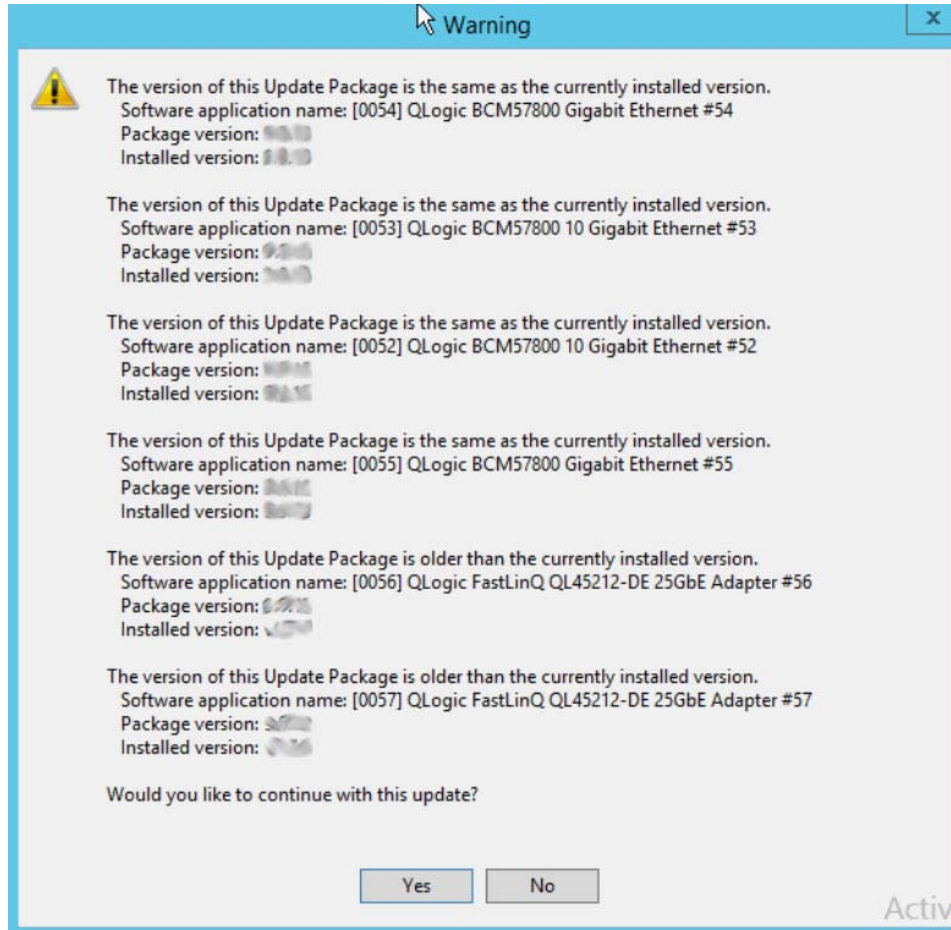 Warning
The version of this Update Package is the same as the currently installed version.
Software application name: [0054] QLogic BCM57800 Gigabit Ethernet #54
Package version:
Installed version:
The version of this Update Package is the same as the currently installed version.
Software application name: [0053] QLogic BCM57800 10 Gigabit Ethernet #53
Package version:
Installed version:
The version of this Update Package is the same as the currently installed version.
Software application name: [0052] QLogic BCM57800 10 Gigabit Ethernet #52
Package version:
Installed version:
The version of this Update Package is the same as the currently installed version.
Software application name: [0055] QLogic BCM57800 Gigabit Ethernet #55
Package version:
Installed version:
The version of this Update Package is older than the currently installed version.
Software application name: [0056] QLogic FastLinQ QL45212-DE 25GbE Adapter #56
Package version:
Installed version:
The version of this Update Package is older than the currently installed version.
Software application name: [0057] QLogic FastLinQ QL45212-DE 25GbE Adapter #57
Package version:
Installed version:
Would you like to continue with this update?
Yes No
Activ